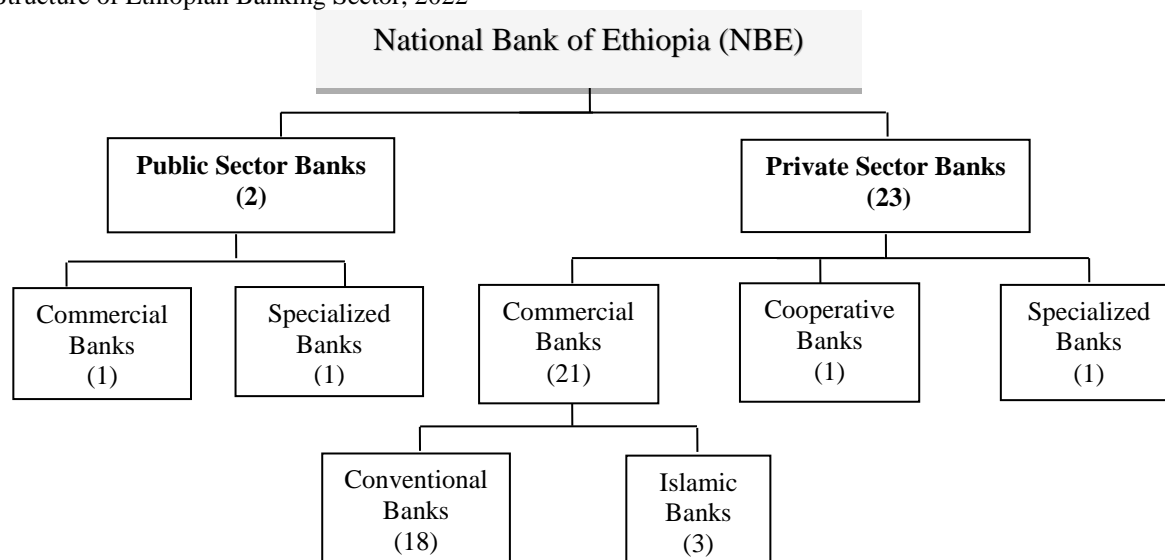 Structure of Ethiopian Banking Sector, 2022
National Bank of Ethiopia (NBE)
Public Sector Banks
(2)
Private Sector Banks
(23)
Commercial
Banks
(1)
Specialized
Banks
(1)
Commercial
Banks
(21)
Cooperative
Banks
(1)
Specialized
Banks
(1)
Conventional
Banks
(18)
Islamic
Banks
(3)